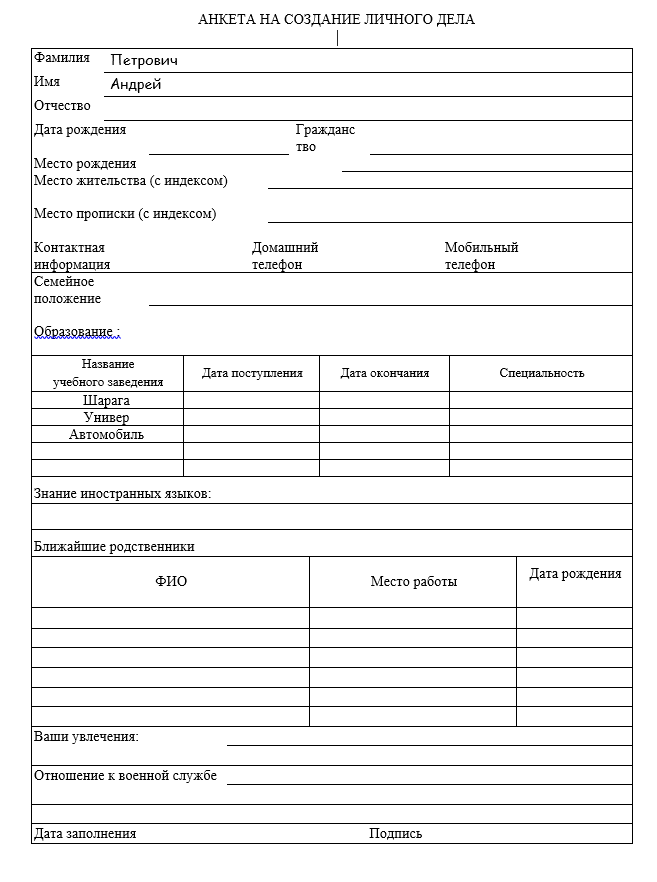 АНКЕТА НА СОЗДАНИЕ ЛИЧНОГО ДЕЛА
Фамилия Петрович
Имя Андрей
Отчество
Дата рождения Гражданс
тво
Место рождения
Место жительства (с индексом)
Место прописки (с индексом)
Контактная Домашний Мобильный
информация телефон телефон
Семейное
положение
Образование :
Название
учебного заведения Дата поступления Дата окончания Специальность
Шарага
Универ
Автомобиль
Знание иностранных языков:
Ближайшие родственники
ФИО Место работы Дата рождения
Ваши увлечения:
Отношение к военной службе
Дата заполнения Подпись